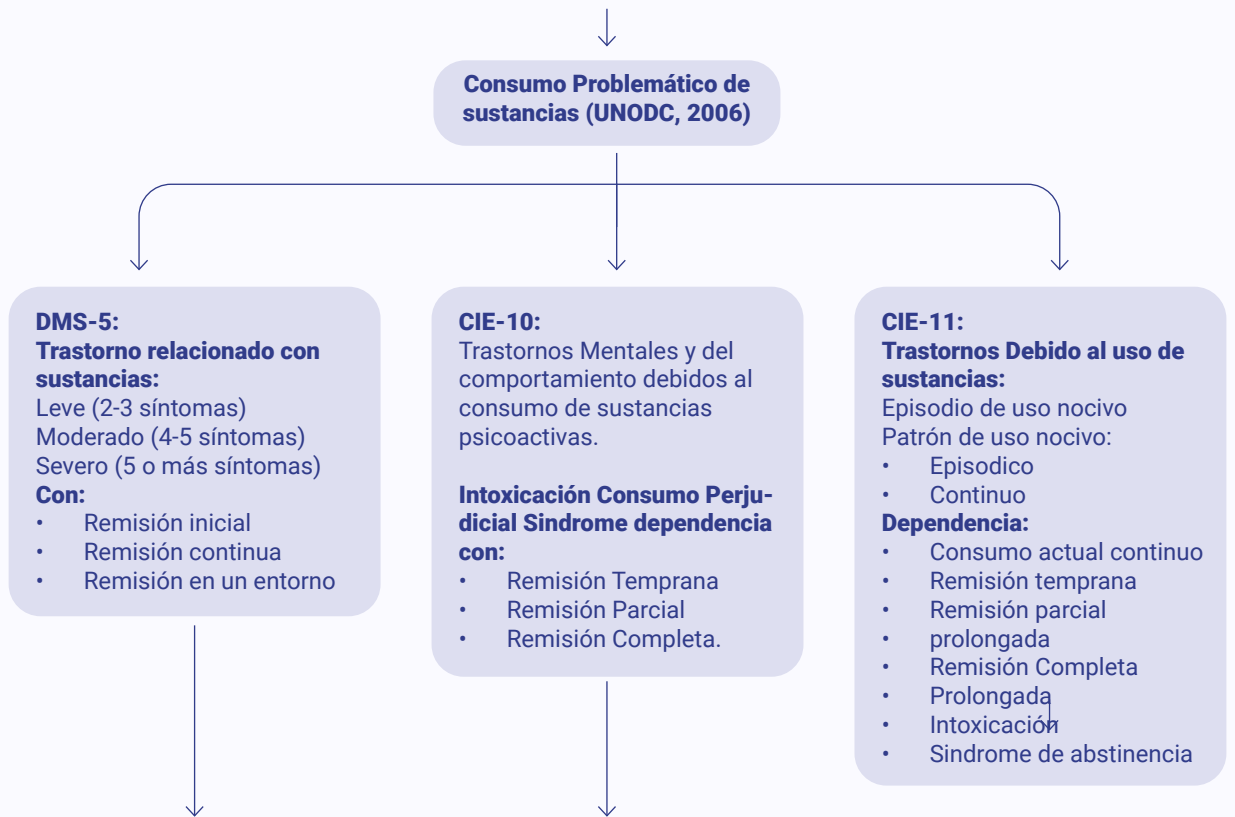 Consumo Problemático de
sustancias (UNODC, 2006)
DMS-5:
Trastorno relacionado con
sustancias:
Leve (2-3 síntomas)
Moderado (4-5 síntomas)
Severo (5 o más síntomas)
Con:
• Remisión inicial
• Remisión continua
• Remisión en un entorno
CIE-10:
Trastornos Mentales y del
comportamiento debidos al
consumo de sustancias
psicoactivas.
Intoxicación Consumo Perju-
dicial Sindrome dependencia
con:
• Remisión Temprana
• Remisión Parcial
• Remisión Completa.
CIE-11:
Trastornos Debido al uso de
sustancias:
Episodio de uso nocivo
Patrón de uso nocivo:
• Episodico
• Continuo
Dependencia:
• Consumo actual continuo
• Remisión temprana
• Remisión parcial
• prolongada
• Remisión Completa
• Prolongada
• Intoxicación
• Sindrome de abstinencia